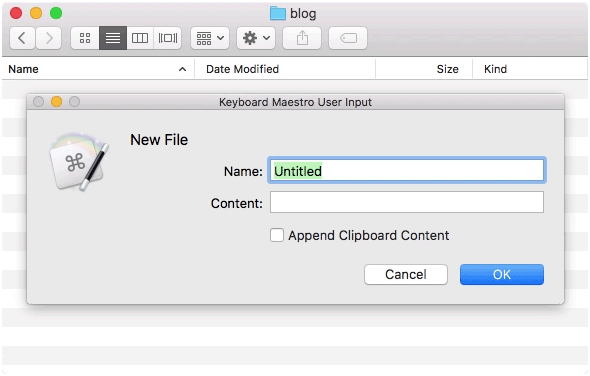 blog
Name Date Modified Size Kind
Keyboard Maestro User Input
New File
Name: Untitled
Content:
Append Clipboard Content
Cancel OK